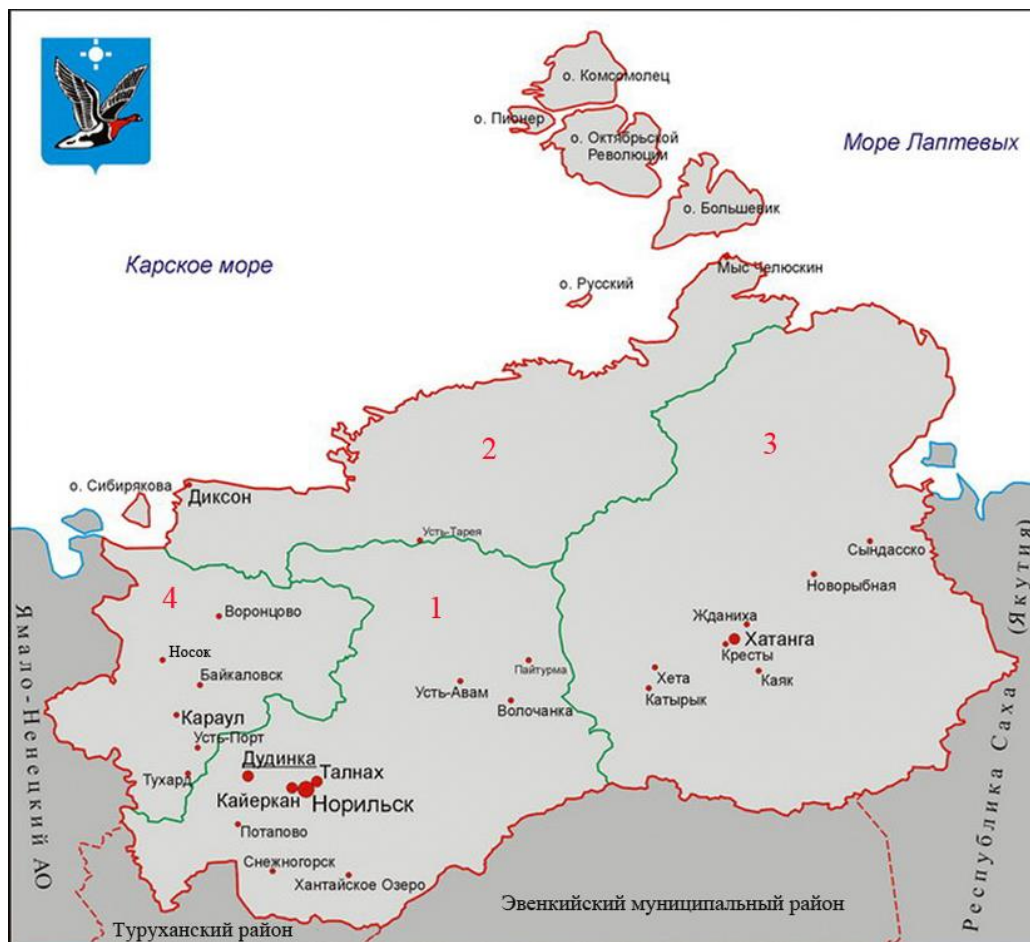 о. Комсомолец
о. Пионер
о. Октябрьской
Революции
Море Лаптевых
о. Большевик
Карское море
Мыс Челюскин
о. Русский
2
3
о. Сибирякова
Диксон
Усть-Тарея
Сындасско
Новорыбная
4
1
Воронцово
Жданиха
Хатанга
Кресты
Носок
Пайтурма
Хета
Каяк
Байкаловск
Усть-Авам
Катырык
Волочанка
Караул
Усть-Порт
Дудинка
Талнах
Тухард
Кайеркан
Норильск
Потапово
Снежногорск
Хантайское Озеро
Ямало-Ненецкий АО
Республика Саха
(Якутия)
Эвенкийский муниципальный район
Туруханский район